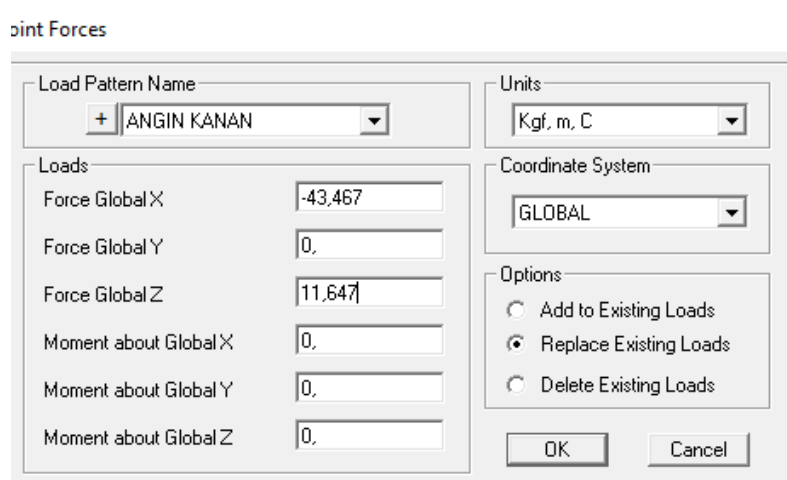 oint Forces
Load Pattern Name
+ ANGIN KANAN
Units
Kgf, m, C
Loads
Force Global X -43,467
Force Global Y 0,
Force Global Z 11,647
Moment about Global X 0,
Moment about Global Y 0,
Moment about Global Z 0,
Coordinate System
GLOBAL
Options
Add to Existing Loads
Replace Existing Loads
Delete Existing Loads
OK Cancel